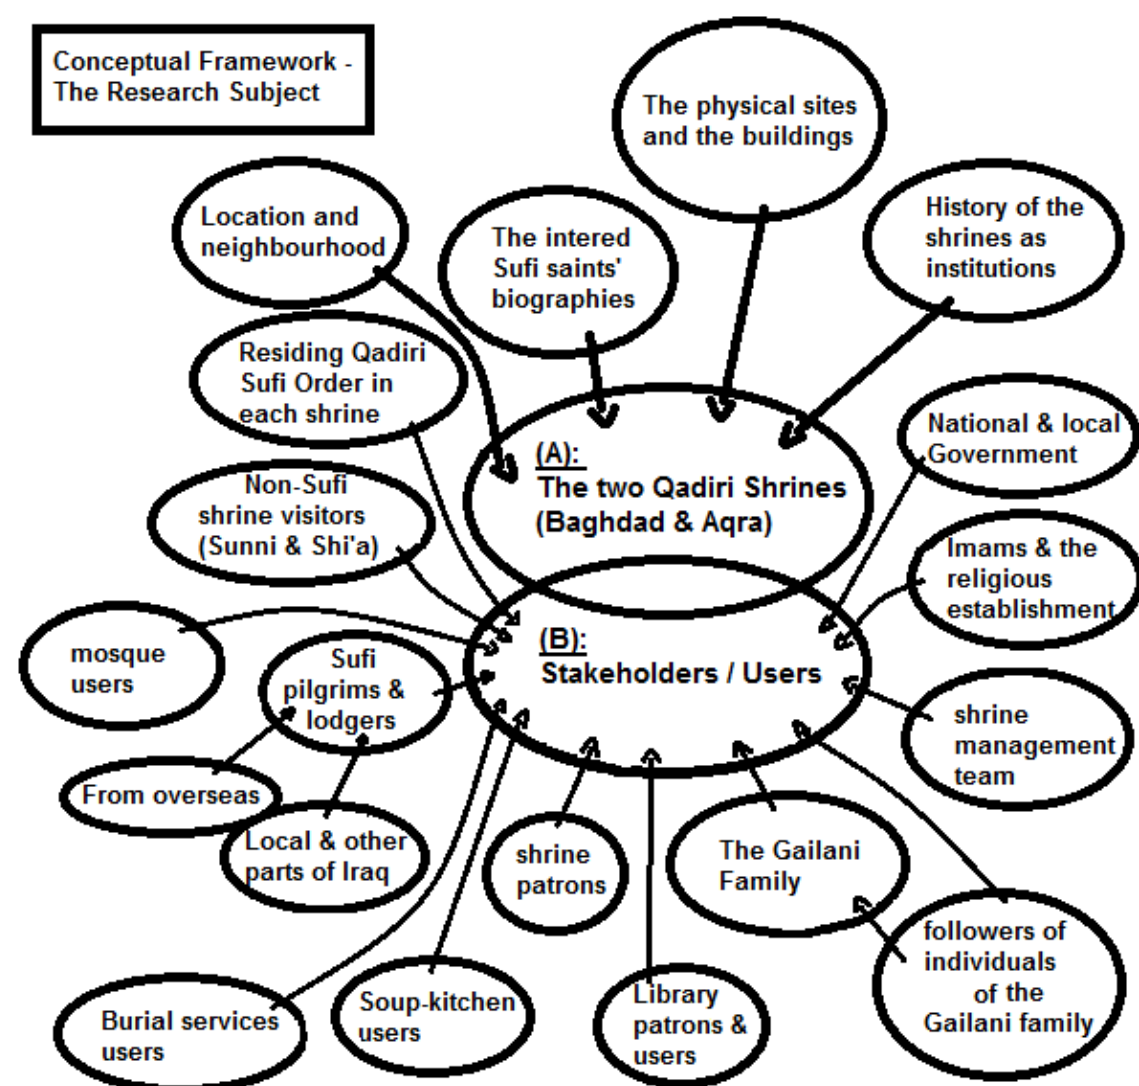 Conceptual Framework -
The Research Subject
The physical sites
and the buildings
Location and
neighbourhood
The intered
Sufi saints'
biographies
History of the
shrines as
institutions
Residing Qadiri
Sufi Order in
each shrine
National & local
Government
(A):
The two Qadiri Shrines
(Baghdad & Aqra)
Non-Sufi
shrine visitors
(Sunni & Shi'a)
Imams & the
religious
establishment
(B):
Stakeholders / Users
mosque
users
Sufi
pilgrims &
lodgers
shrine
management
team
From overseas
Local & other
parts of Iraq
shrine
patrons
The Gailani
Family
followers of
individuals
of the
Gailani family
Burial services
users
Soup-kitchen
users
Library
patrons &
users